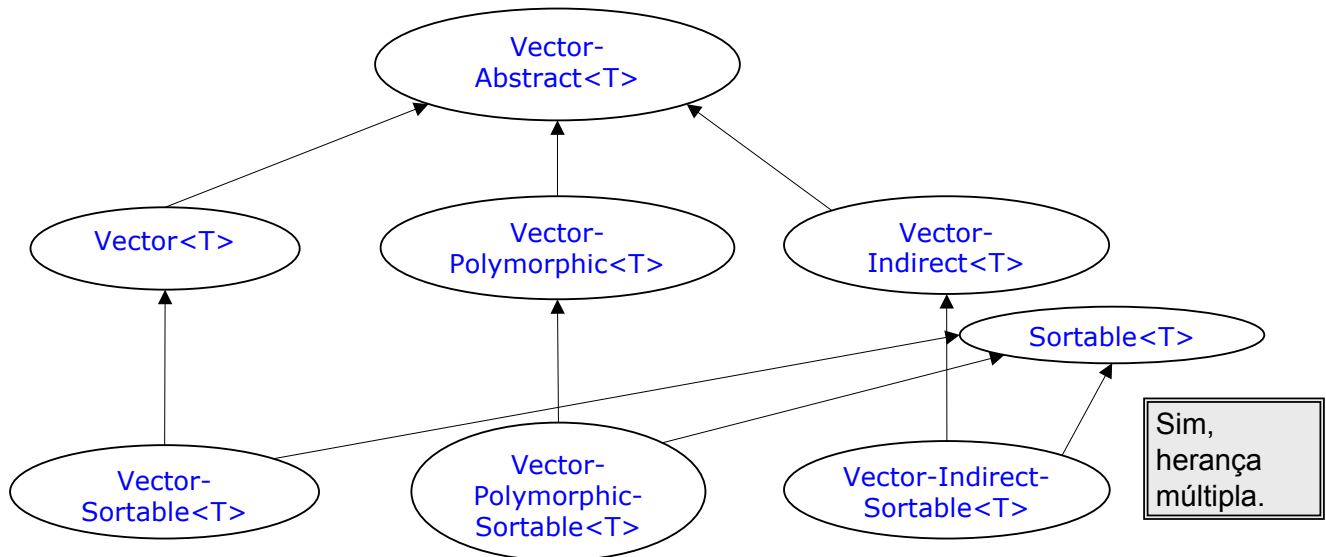 Vector-
Abstract<T>
Vector<T>
Vector-
Polymorphic<T>
Vector-
Indirect<T>
Sortable<T>
Vector-
Sortable<T>
Vector-
Polymorphic-
Sortable<T>
Vector-Indirect-
Sortable<T>
Sim,
herança
múltipla.